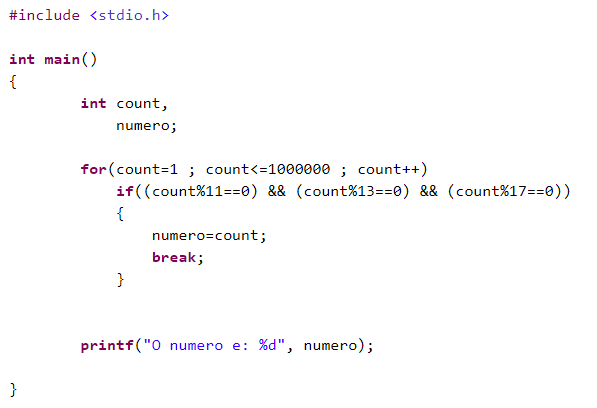 #include <stdio.h>
int main()
{
int count,
numero;
for(count=1 ; count<=1000000 ; count++)
if((count%11==0) && (count%13==0) && (count%17==0))
{
numero=count;
break;
}
printf("O numero e: %d", numero);
}